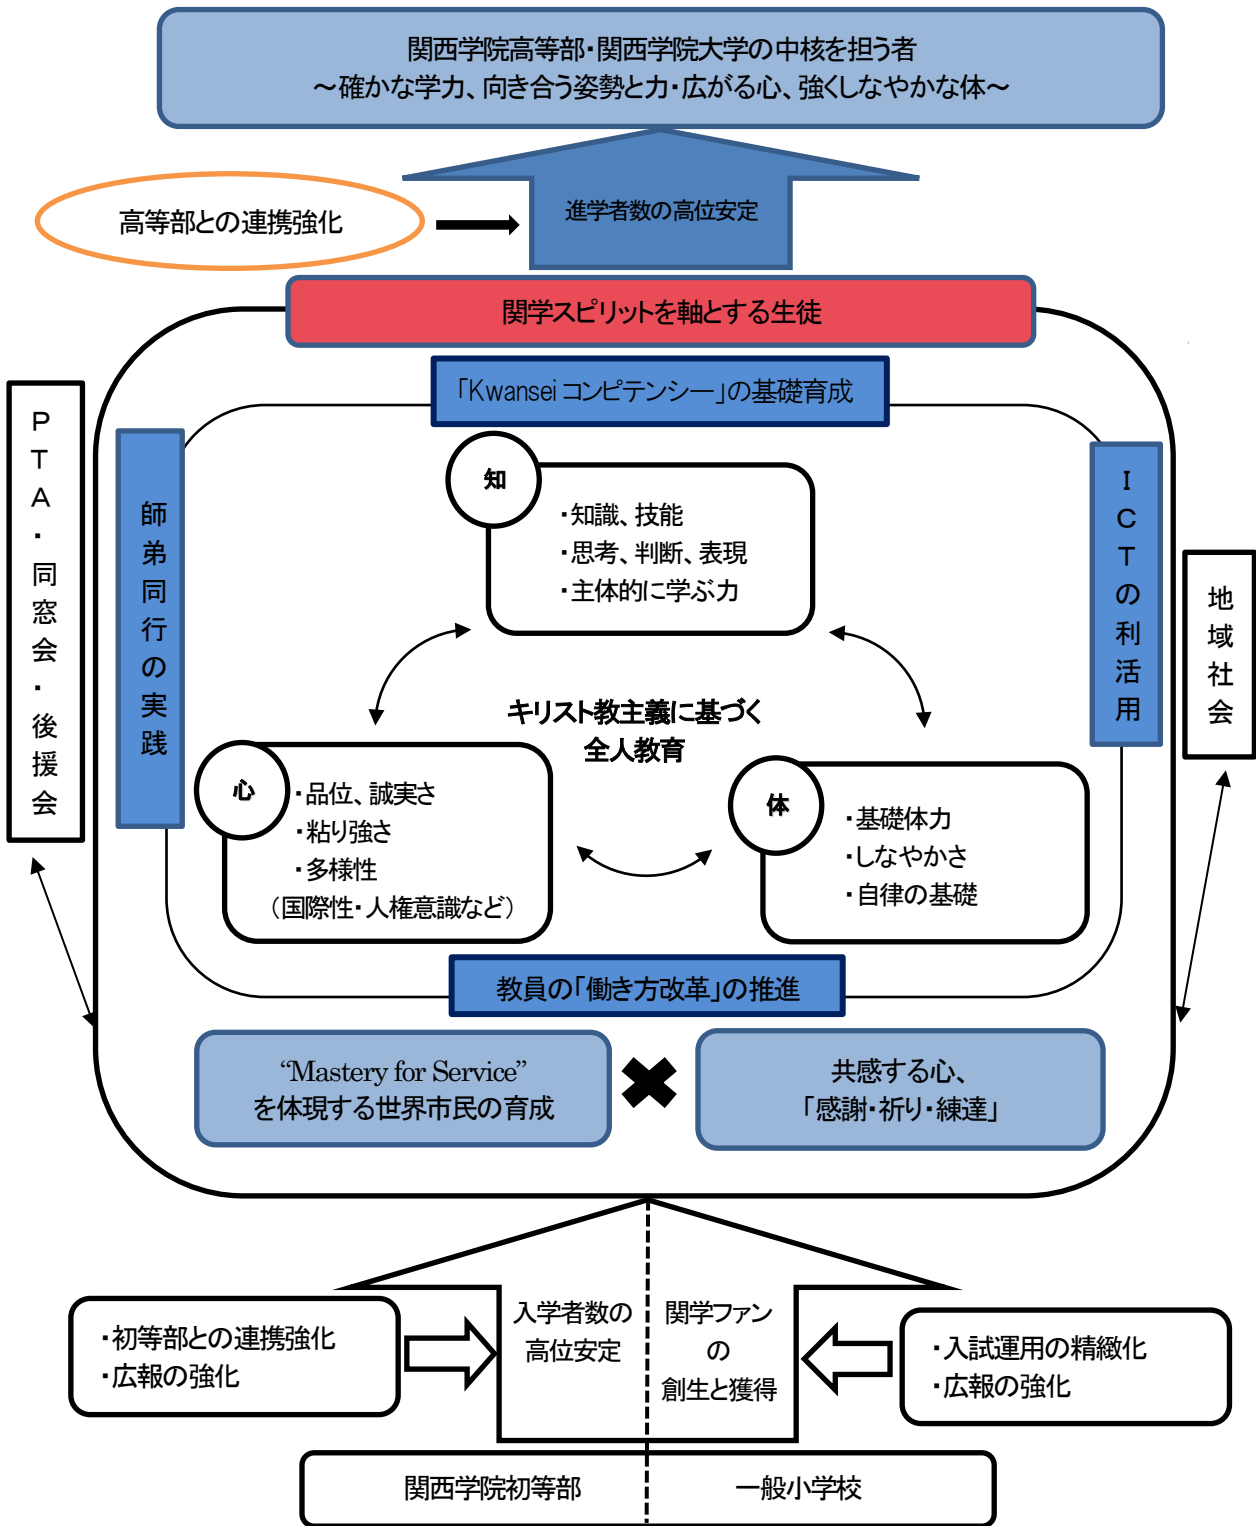 関西学院高等部・関西学院大学の中核を担う者
～確かな学力、向き合う姿勢と力・広がる心、強くしなやかな体～
進学者数の高位安定
高等部との連携強化
関学スピリットを軸とする生徒
「Kwansei コンピテンシー」の基礎育成
PTA・同窓会・後援会
師弟同行の実践
ICTの利活用
地域社会
知
・知識、技能
・思考、判断、表現
・主体的に学ぶ力
キリスト教主義に基づく
全人教育
心
・品位、誠実さ
・粘り強さ
・多様性
（国際性・人権意識など）
体
・基礎体力
・しなやかさ
・自律の基礎
教員の「働き方改革」の推進
“Mastery for Service”
を体現する世界市民の育成
共感する心、
「感謝・祈り・練達」
入学者数の
高位安定
関学ファン
の
創生と獲得
・初等部との連携強化
・広報の強化
・入試運用の精緻化
・広報の強化
関西学院初等部
一般小学校